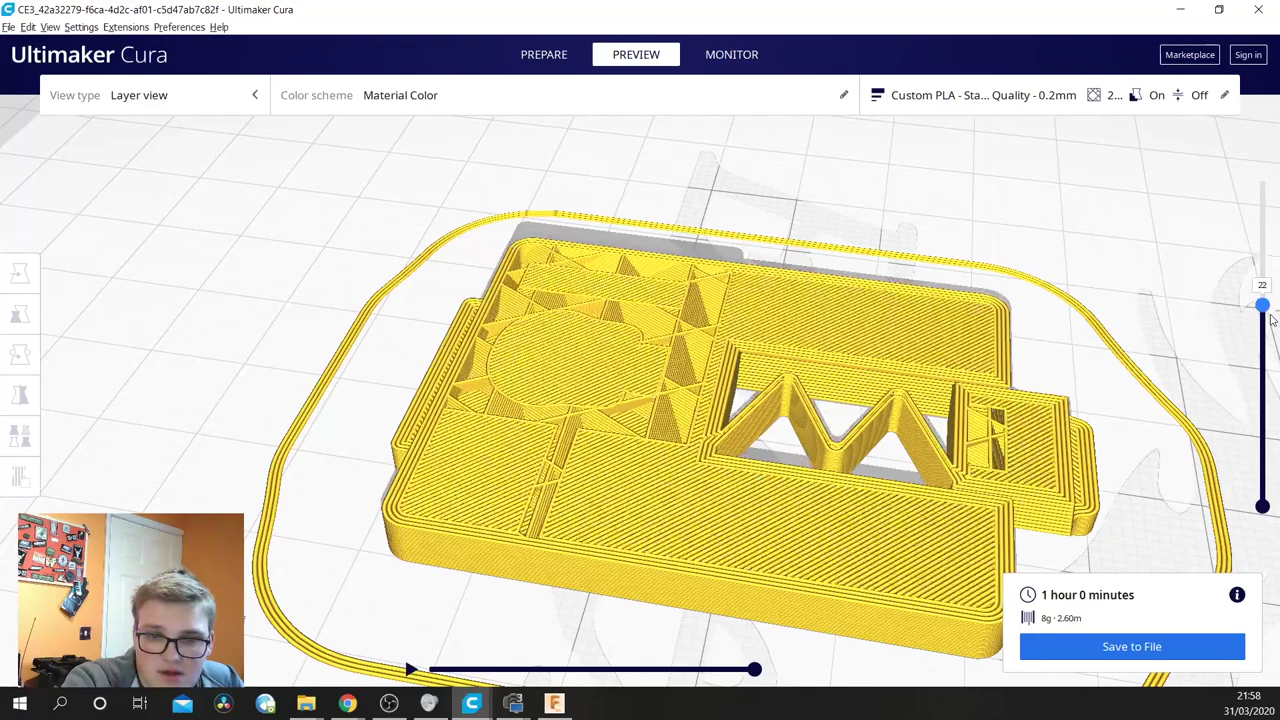 CE3_42a32279-f6ca-4d2c-af01-c5d47ab7c82f - Ultimaker Cura
File Edit View Settings Extensions Preferences Help
Ultimaker Cura
PREPARE
PREVIEW
MONITOR
Marketplace
Sign in
View type Layer view
Color scheme Material Color
Custom PLA - Sta... Quality - 0.2mm
2...
On
Off
22
1 hour 0 minutes
8g · 2.60m
Save to File
21:58
31/03/2020